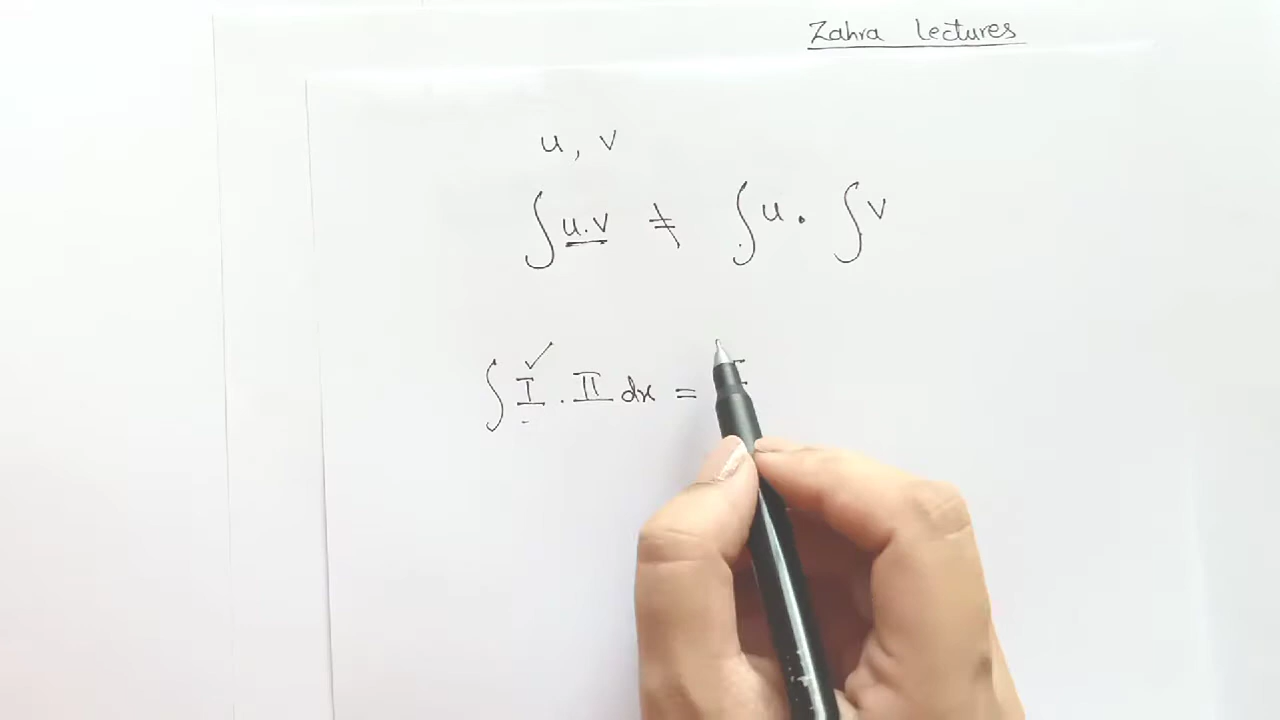 Zahra Lectures
u, v
∫u.v ≠ ∫u . ∫v
∫I . II dx =